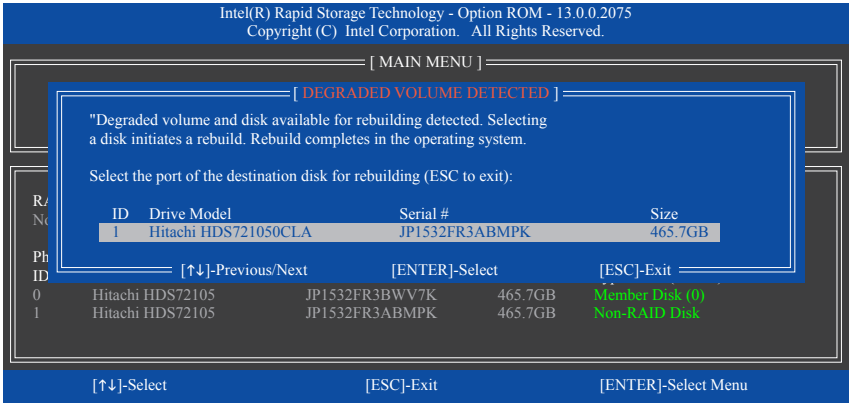 Intel(R) Rapid Storage Technology - Option ROM - 13.0.0.2075
Copyright (C) Intel Corporation. All Rights Reserved.
[ MAIN MENU ]
[ DEGRADED VOLUME DETECTED ]
"Degraded volume and disk available for rebuilding detected. Selecting
a disk initiates a rebuild. Rebuild completes in the operating system.
Select the port of the destination disk for rebuilding (ESC to exit):
ID Drive Model Serial # Size
1 Hitachi HDS721050CLA JP1532FR3ABMPK 465.7GB
[↑↓]-Previous/Next [ENTER]-Select [ESC]-Exit
ID
0 Hitachi HDS72105 JP1532FR3BWV7K 465.7GB Member Disk (0)
1 Hitachi HDS72105 JP1532FR3ABMPK 465.7GB Non-RAID Disk
[↑↓]-Select [ESC]-Exit [ENTER]-Select Menu